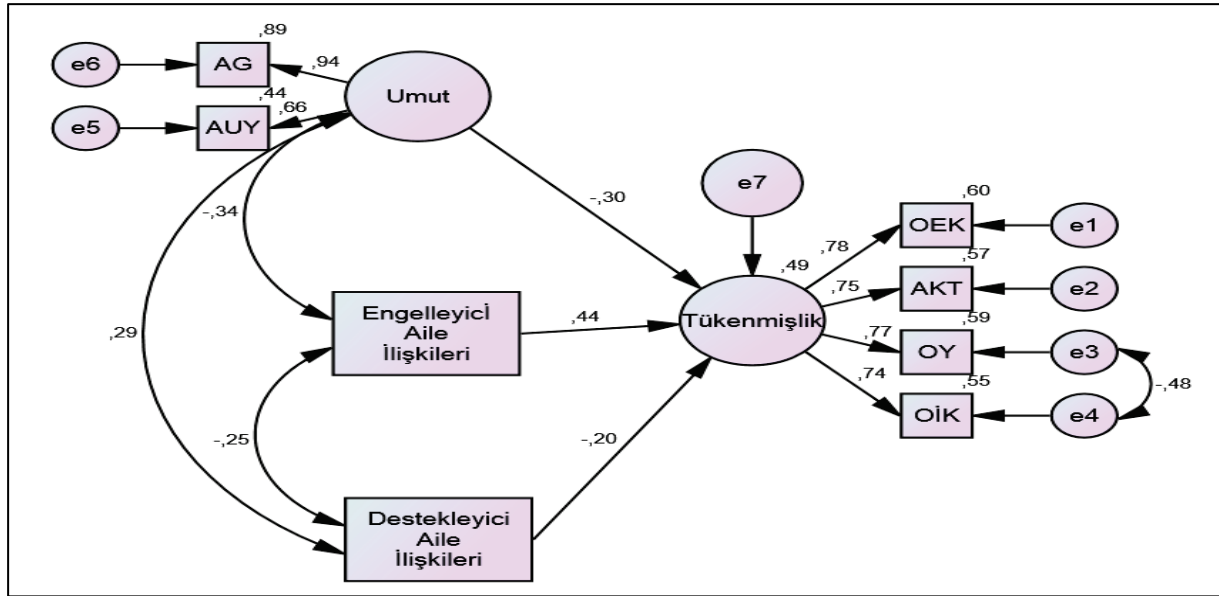 ,89
e6
AG
,94
Umut
,44
e5
AUY
,66
-,34
-,30
e7
,60
OEK
e1
,78
,49
,57
,75
AKT
e2
Engelleyicİ
Aile
İlişkileri
,44
Tükenmişlik
,59
,77
OY
e3
,29
,74
,55
-,48
OİK
e4
-,25
-,20
Destekleyici
Aile
İlişkileri